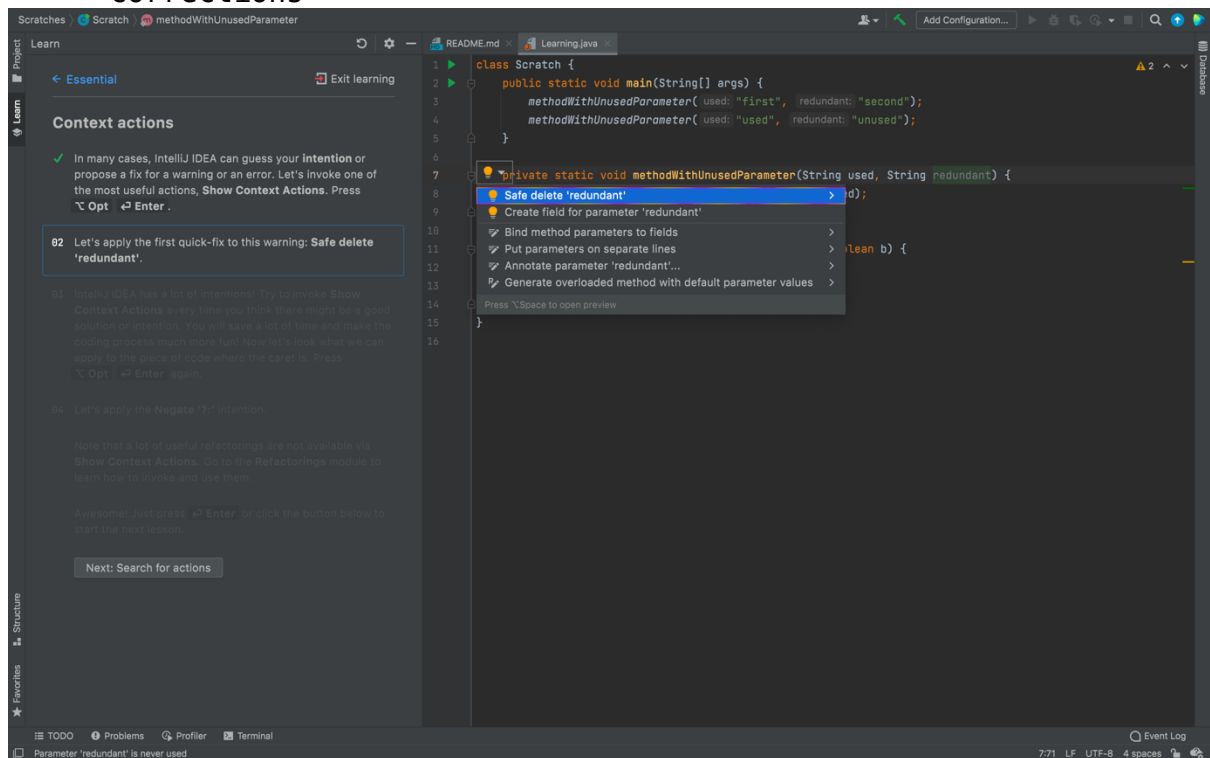 corrections
Scratches Scratch methodWithUnusedParameter
Add Configuration...
Project
Learn
Structure
Favorites
Learn
← Essential
Exit learning
Context actions
In many cases, IntelliJ IDEA can guess your intention or
propose a fix for a warning or an error. Let's invoke one of
the most useful actions, Show Context Actions. Press
⌥ Opt ⏎ Enter .
02 Let's apply the first quick-fix to this warning: Safe delete
'redundant'.
03 IntelliJ IDEA has a lot of intentions! Try to invoke Show
Context Actions every time you think there might be a good
solution or intention. You will save a lot of time and make the
coding process much more fun! Now let's look what we can
apply to the piece of code where the caret is. Press
⌥ Opt ⏎ Enter again.
04 Let's apply the Negate '?:' intention
Note that a lot of useful refactorings are not available via
Show Context Actions. Go to the Refactorings module to
learn how to invoke and use them.
Awesome! Just press ⏎ Enter or click the button below to
start the next lesson.
Next: Search for actions
README.md
Learning.java
2
1 class Scratch {
2 public static void main(String[] args) {
3 methodWithUnusedParameter( used: "first", redundant: "second");
4 methodWithUnusedParameter( used: "used", redundant: "unused");
5 }
6
7 private static void methodWithUnusedParameter(String used, String redundant) {
8 d);
9
10
11 lean b) {
12
13
14
15 }
16
Safe delete 'redundant'
Create field for parameter 'redundant'
Bind method parameters to fields
Put parameters on separate lines
Annotate parameter 'redundant'...
Generate overloaded method with default parameter values
Press ⌥Space to open preview
Database
TODO Problems Profiler Terminal
Event Log
Parameter 'redundant' is never used
7:71 LF UTF-8 4 spaces